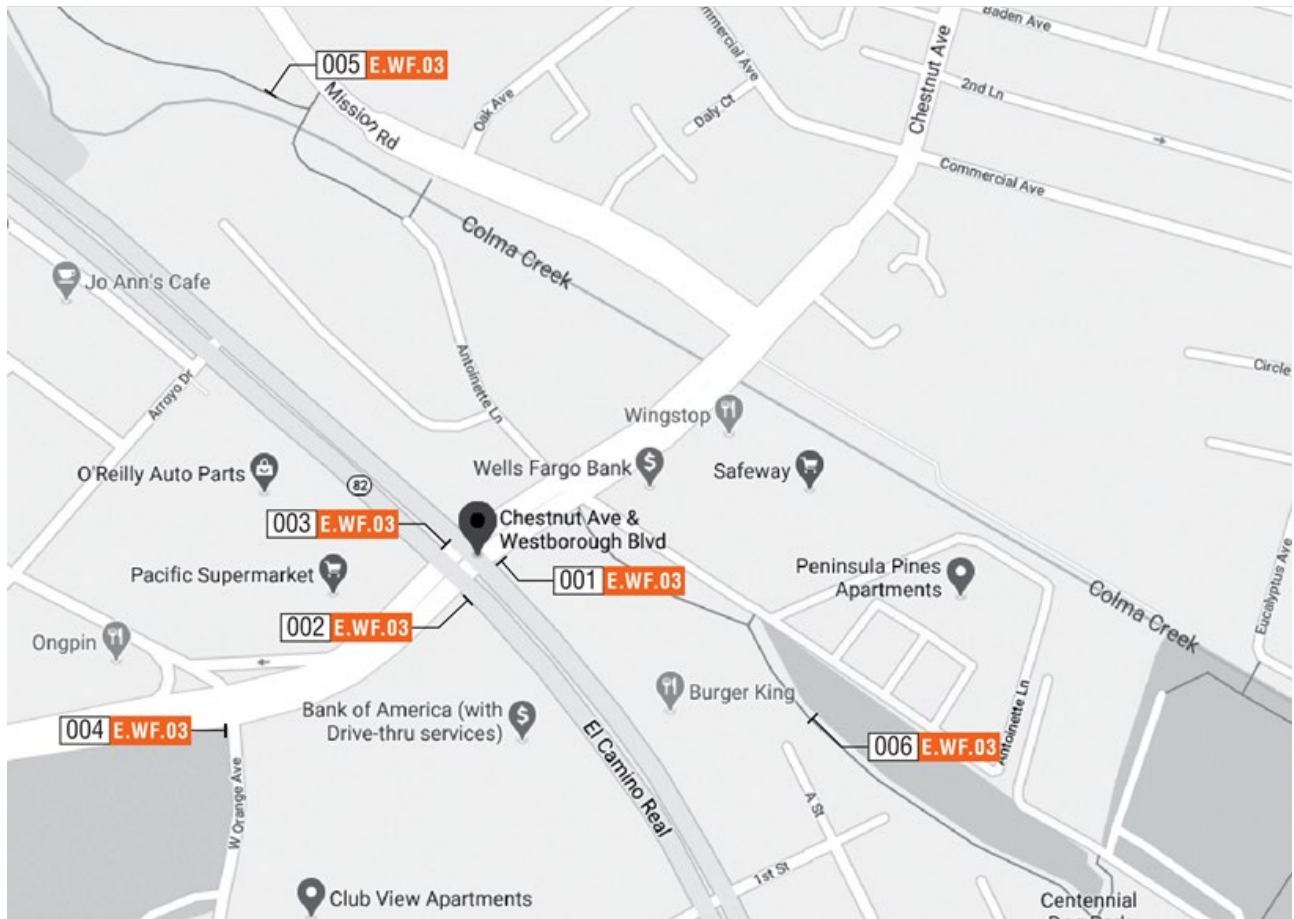 Baden Ave
ommercial Ave
Chestnut Ave
005 E.WF.03
2nd Ln
Mission Rd
Oak Ave
Daly Ct
Commercial Ave
Colma Creek
Jo Ann's Cafe
Circle
Antoinette Ln
Arroyo Dr
Wingstop
Wells Fargo Bank
Safeway
O'Reilly Auto Parts
82
003 E.WF.03
Chestnut Ave &
Westborough Blvd
Pacific Supermarket
001 E.WF.03
Peninsula Pines
Apartments
Colma Creek
Eucalyptus Ave
002 E.WF.03
Ongpin
Burger King
Bank of America (with
Drive-thru services)
004 E.WF.03
El Camino Real
006 E.WF.03
Antoinette Ln
W Orange Ave
A St
1st St
Club View Apartments
Centennial
Dog Park